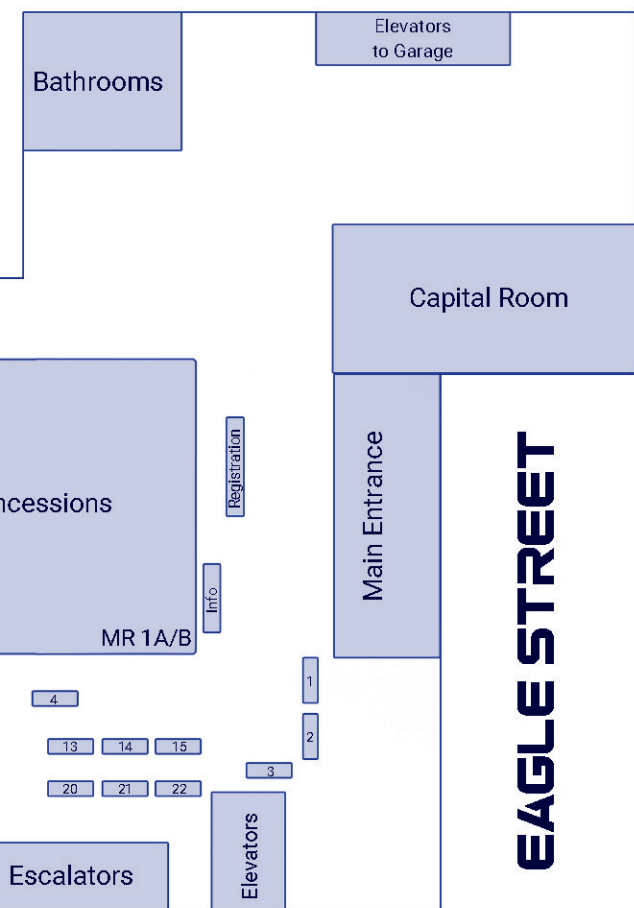 Elevators
to Garage
Bathrooms
Capital Room
Registration
Main Entrance
EAGLE STREET
ncessions
Info
MR 1A/B
1
4
2
13 14 15
3
20 21 22
Elevators
Escalators